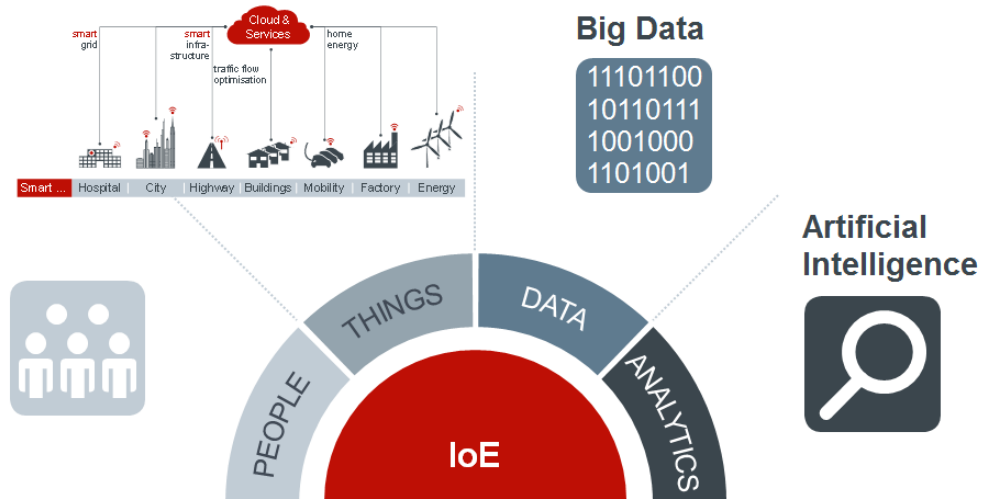 Cloud &
Services
smart
grid
smart
infra-
structure
traffic flow
optimisation
home
energy
Smart ... | Hospital | City | Highway | Buildings | Mobility | Factory | Energy
Big Data
11101100
10110111
1001000
1101001
Artificial
Intelligence
PEOPLE
THINGS
DATA
ANALYTICS
IoE